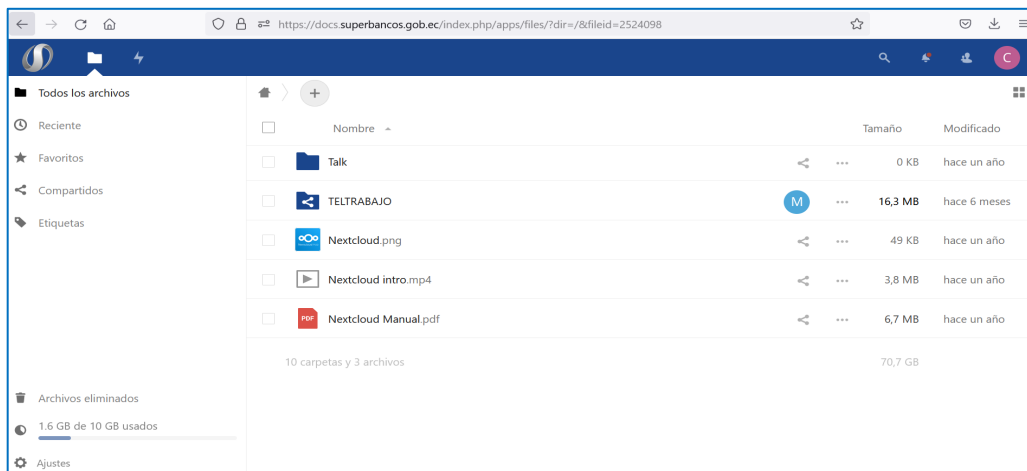 https://docs.superbancos.gob.ec/index.php/apps/files/?dir=/&fileid=2524098
C
Todos los archivos
Reciente
Favoritos
Compartidos
Etiquetas
+
Nombre Tamaño Modificado
Talk 0 KB hace un año
TELTRABAJO M 16,3 MB hace 6 meses
Nextcloud.png 49 KB hace un año
Nextcloud intro.mp4 3,8 MB hace un año
PDF Nextcloud Manual.pdf 6,7 MB hace un año
10 carpetas y 3 archivos 70,7 GB
Archivos eliminados
1.6 GB de 10 GB usados
Ajustes